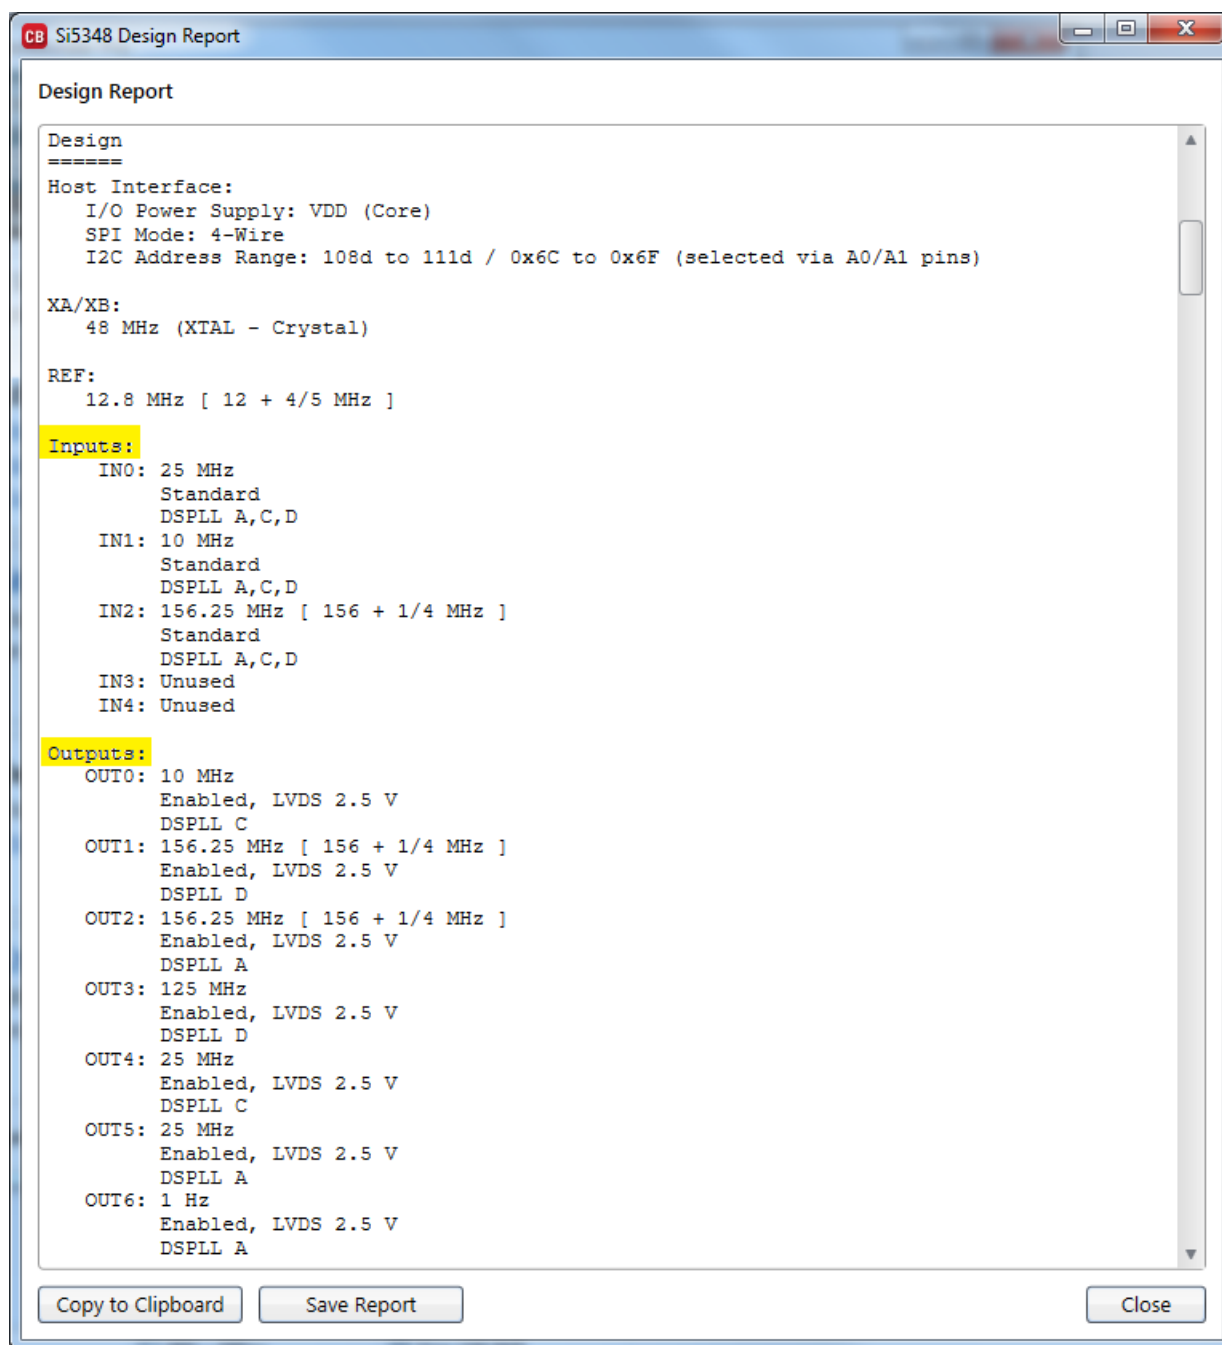 CB Si5348 Design Report
Design Report
Design
======
Host Interface:
I/O Power Supply: VDD (Core)
SPI Mode: 4-Wire
I2C Address Range: 108d to 111d / 0x6C to 0x6F (selected via A0/A1 pins)
XA/XB:
48 MHz (XTAL - Crystal)
REF:
12.8 MHz [ 12 + 4/5 MHz ]
Inputs:
IN0: 25 MHz
Standard
DSPLL A,C,D
IN1: 10 MHz
Standard
DSPLL A,C,D
IN2: 156.25 MHz [ 156 + 1/4 MHz ]
Standard
DSPLL A,C,D
IN3: Unused
IN4: Unused
Outputs:
OUT0: 10 MHz
Enabled, LVDS 2.5 V
DSPLL C
OUT1: 156.25 MHz [ 156 + 1/4 MHz ]
Enabled, LVDS 2.5 V
DSPLL D
OUT2: 156.25 MHz [ 156 + 1/4 MHz ]
Enabled, LVDS 2.5 V
DSPLL A
OUT3: 125 MHz
Enabled, LVDS 2.5 V
DSPLL D
OUT4: 25 MHz
Enabled, LVDS 2.5 V
DSPLL C
OUT5: 25 MHz
Enabled, LVDS 2.5 V
DSPLL A
OUT6: 1 Hz
Enabled, LVDS 2.5 V
DSPLL A
Copy to Clipboard Save Report Close